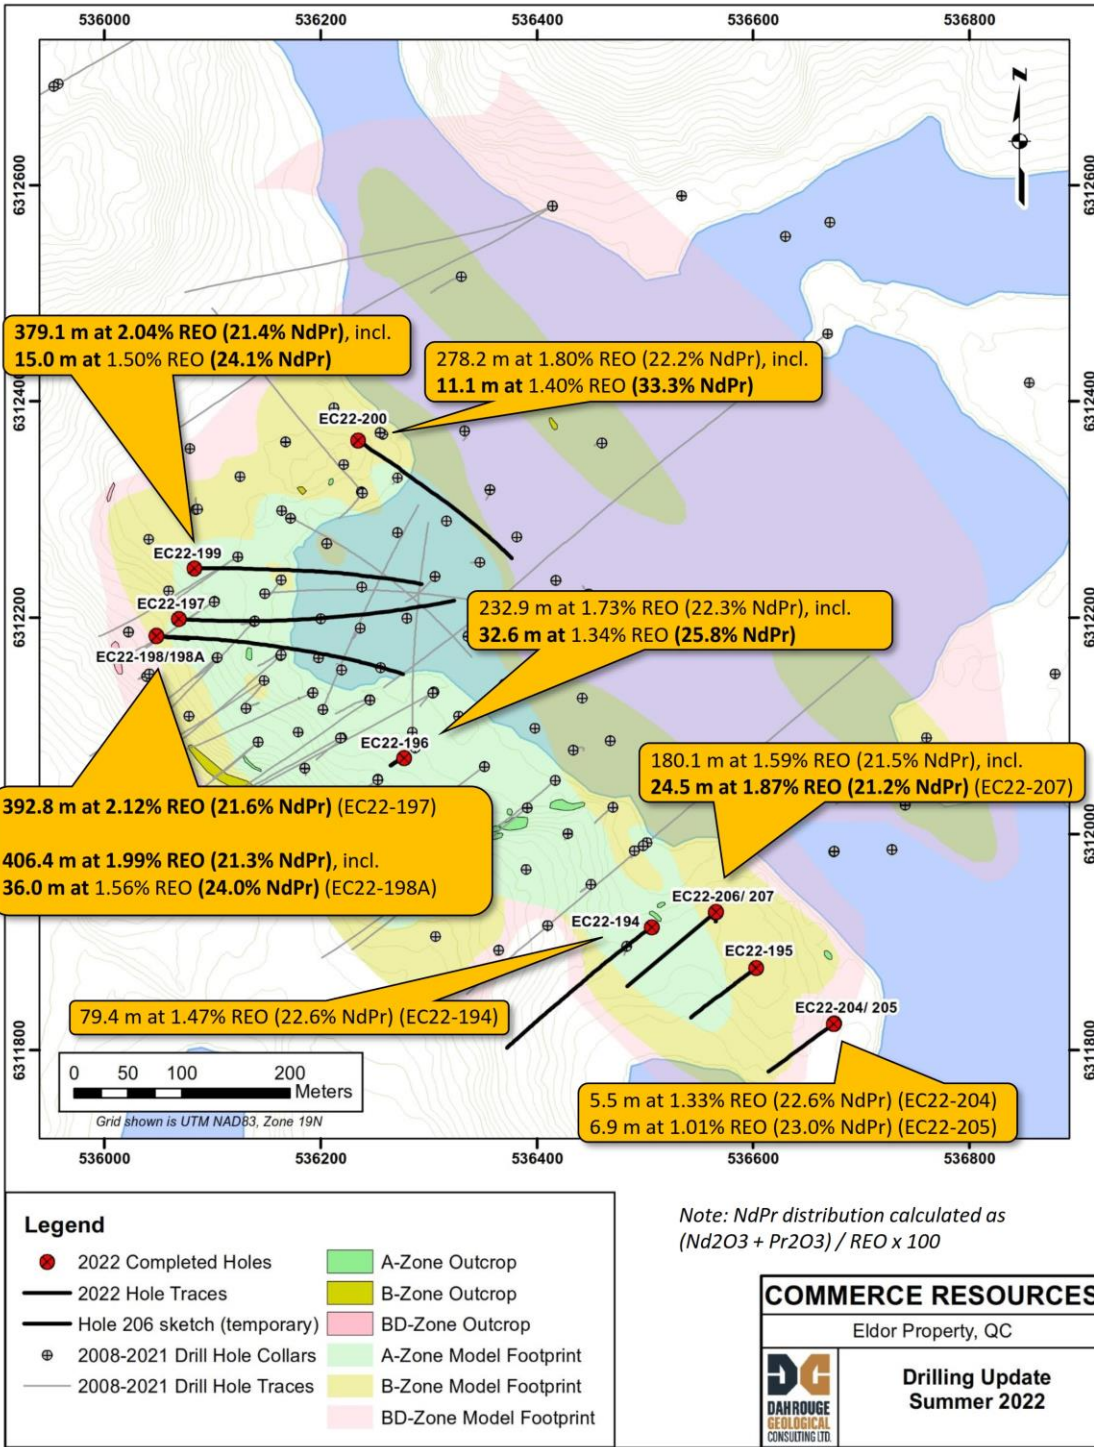 536000 536200 536400 536600 536800
6312600 6312600
N
379.1 m at 2.04% REO (21.4% NdPr), incl.
15.0 m at 1.50% REO (24.1% NdPr)
278.2 m at 1.80% REO (22.2% NdPr), incl.
11.1 m at 1.40% REO (33.3% NdPr)
6312400 6312400
EC22-200
EC22-199
EC22-197
EC22-198/198A
6312200 6312200
232.9 m at 1.73% REO (22.3% NdPr), incl.
32.6 m at 1.34% REO (25.8% NdPr)
EC22-196
180.1 m at 1.59% REO (21.5% NdPr), incl.
24.5 m at 1.87% REO (21.2% NdPr) (EC22-207)
392.8 m at 2.12% REO (21.6% NdPr) (EC22-197)
406.4 m at 1.99% REO (21.3% NdPr), incl.
36.0 m at 1.56% REO (24.0% NdPr) (EC22-198A)
6312000 6312000
EC22-206/ 207
EC22-194
EC22-195
EC22-204/ 205
79.4 m at 1.47% REO (22.6% NdPr) (EC22-194)
6311800 6311800
5.5 m at 1.33% REO (22.6% NdPr) (EC22-204)
6.9 m at 1.01% REO (23.0% NdPr) (EC22-205)
0 50 100 200
Meters
Grid shown is UTM NAD83, Zone 19N
536000 536200 536400 536600 536800
Legend
2022 Completed Holes
2022 Hole Traces
Hole 206 sketch (temporary)
2008-2021 Drill Hole Collars
2008-2021 Drill Hole Traces
A-Zone Outcrop
B-Zone Outcrop
BD-Zone Outcrop
A-Zone Model Footprint
B-Zone Model Footprint
BD-Zone Model Footprint
Note: NdPr distribution calculated as
(Nd2O3 + Pr2O3) / REO x 100
COMMERCE RESOURCES
Eldor Property, QC
DAHROUGE
GEOLOGICAL
CONSULTING LTD.
Drilling Update
Summer 2022